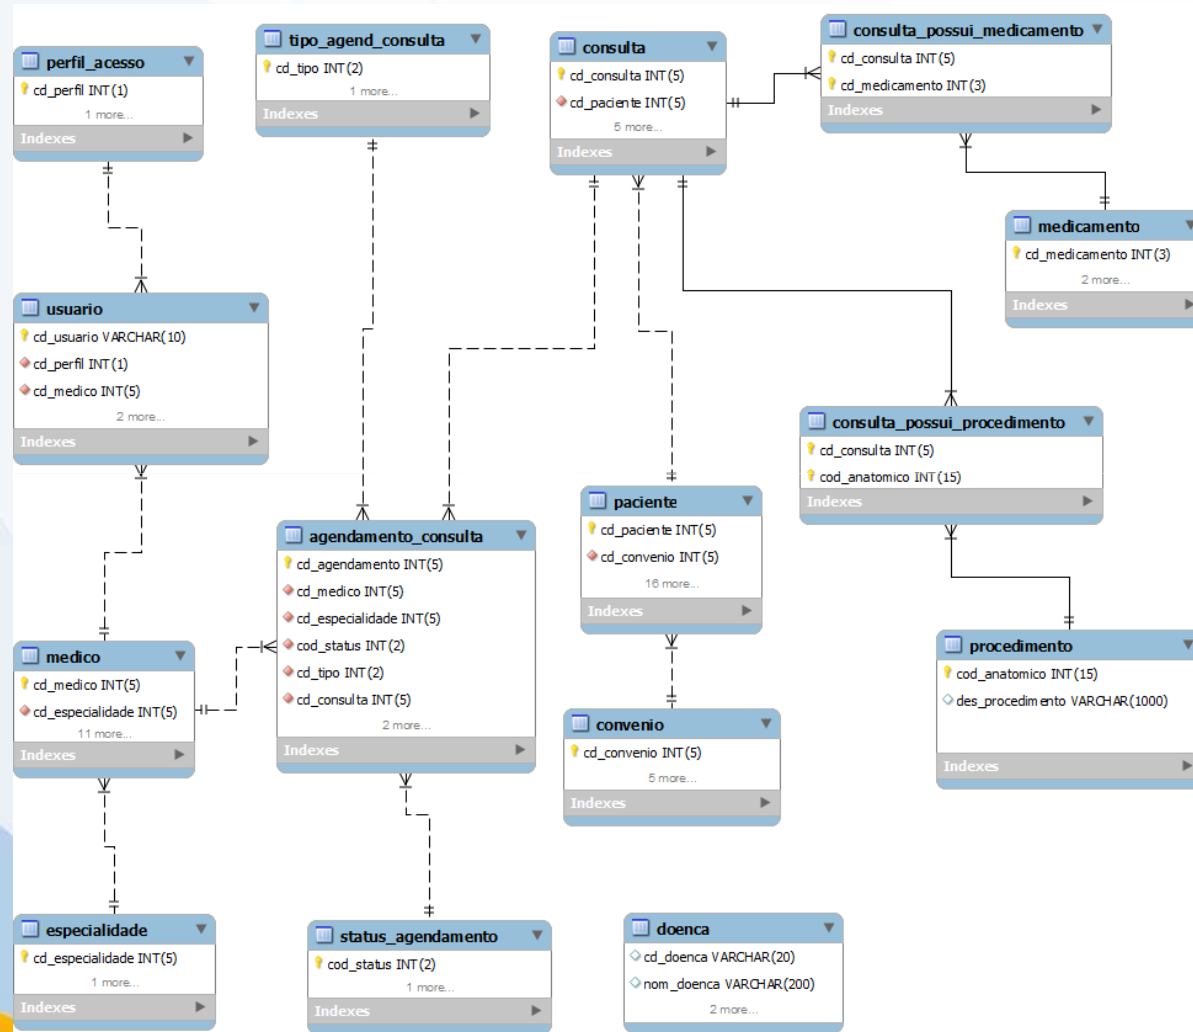 perfil_acesso
cd_perfil INT(1)
1 more...
Indexes
tipo_agend_consulta
cd_tipo INT(2)
1 more...
Indexes
consulta
cd_consulta INT(5)
cd_paciente INT(5)
5 more...
Indexes
consulta_possui_medicamento
cd_consulta INT(5)
cd_medicamento INT(3)
Indexes
medicamento
cd_medicamento INT(3)
2 more...
Indexes
usuario
cd_usuario VARCHAR(10)
cd_perfil INT(1)
cd_medico INT(5)
2 more...
Indexes
consulta_possui_procedimento
cd_consulta INT(5)
cod_anatomico INT(15)
Indexes
paciente
cd_paciente INT(5)
cd_convenio INT(5)
16 more...
Indexes
agendamento_consulta
cd_agendamento INT(5)
cd_medico INT(5)
cd_especialidade INT(5)
cod_status INT(2)
cd_tipo INT(2)
cd_consulta INT(5)
2 more...
Indexes
medico
cd_medico INT(5)
cd_especialidade INT(5)
11 more...
Indexes
procedimento
cod_anatomico INT(15)
des_procedimento VARCHAR(1000)
Indexes
convenio
cd_convenio INT(5)
5 more...
Indexes
especialidade
cd_especialidade INT(5)
1 more...
Indexes
status_agendamento
cod_status INT(2)
1 more...
Indexes
doenca
cd_doenca VARCHAR(20)
nom_doenca VARCHAR(200)
2 more...